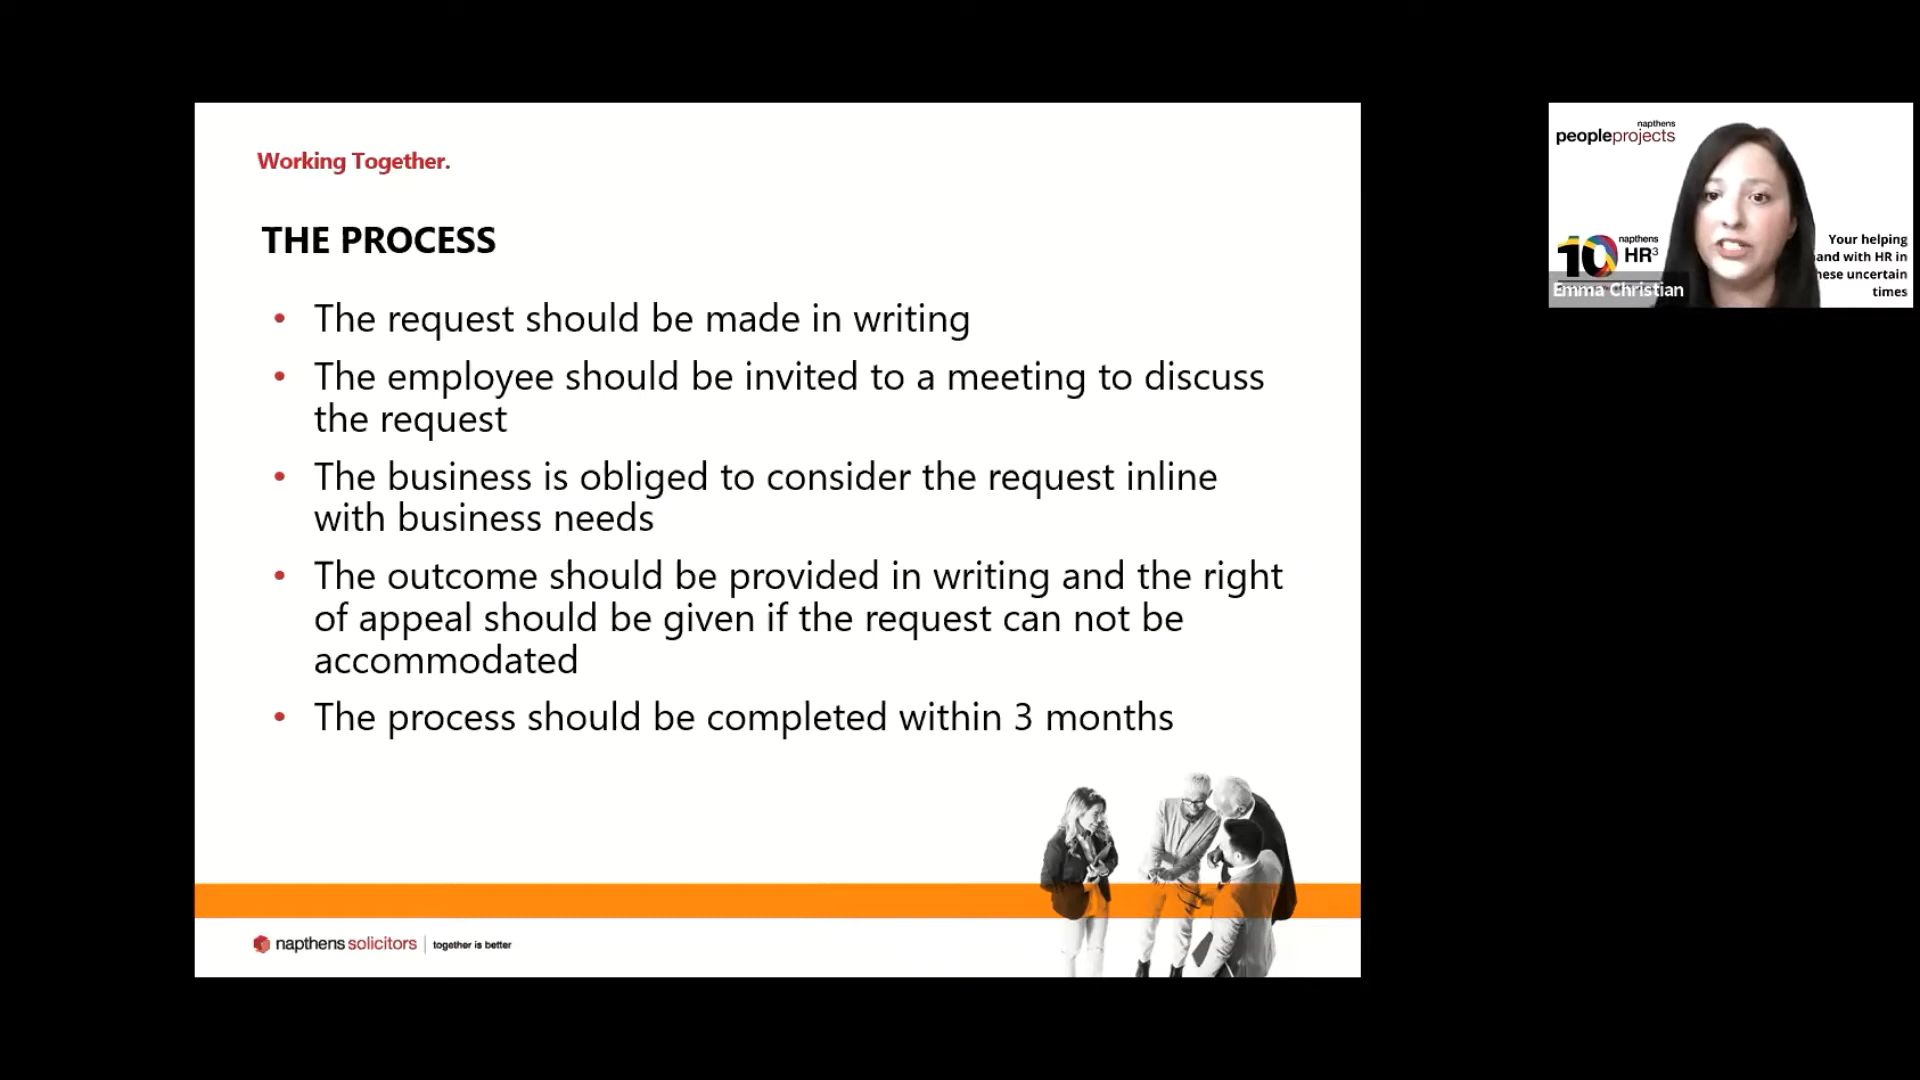 Working Together.
THE PROCESS
• The request should be made in writing
• The employee should be invited to a meeting to discuss
the request
• The business is obliged to consider the request inline
with business needs
• The outcome should be provided in writing and the right
of appeal should be given if the request can not be
accommodated
• The process should be completed within 3 months
napthens solicitors | together is better
napthens
peopleprojects
10 napthens
HR³
Your helping
and with HR in
hese uncertain
times
Emma Christian